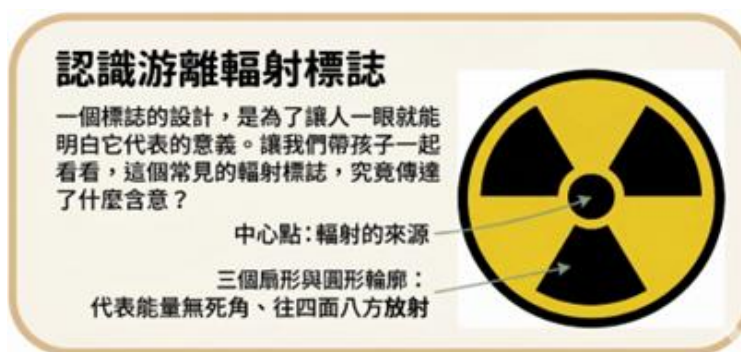 認識游離輻射標誌
一個標誌的設計，是為了讓人一眼就能
明白它代表的意義。讓我們帶孩子一起
看看，這個常見的輻射標誌，究竟傳達
了什麼含意？
中心點：輻射的來源
三個扇形與圓形輪廓：
代表能量無死角、往四面八方放射